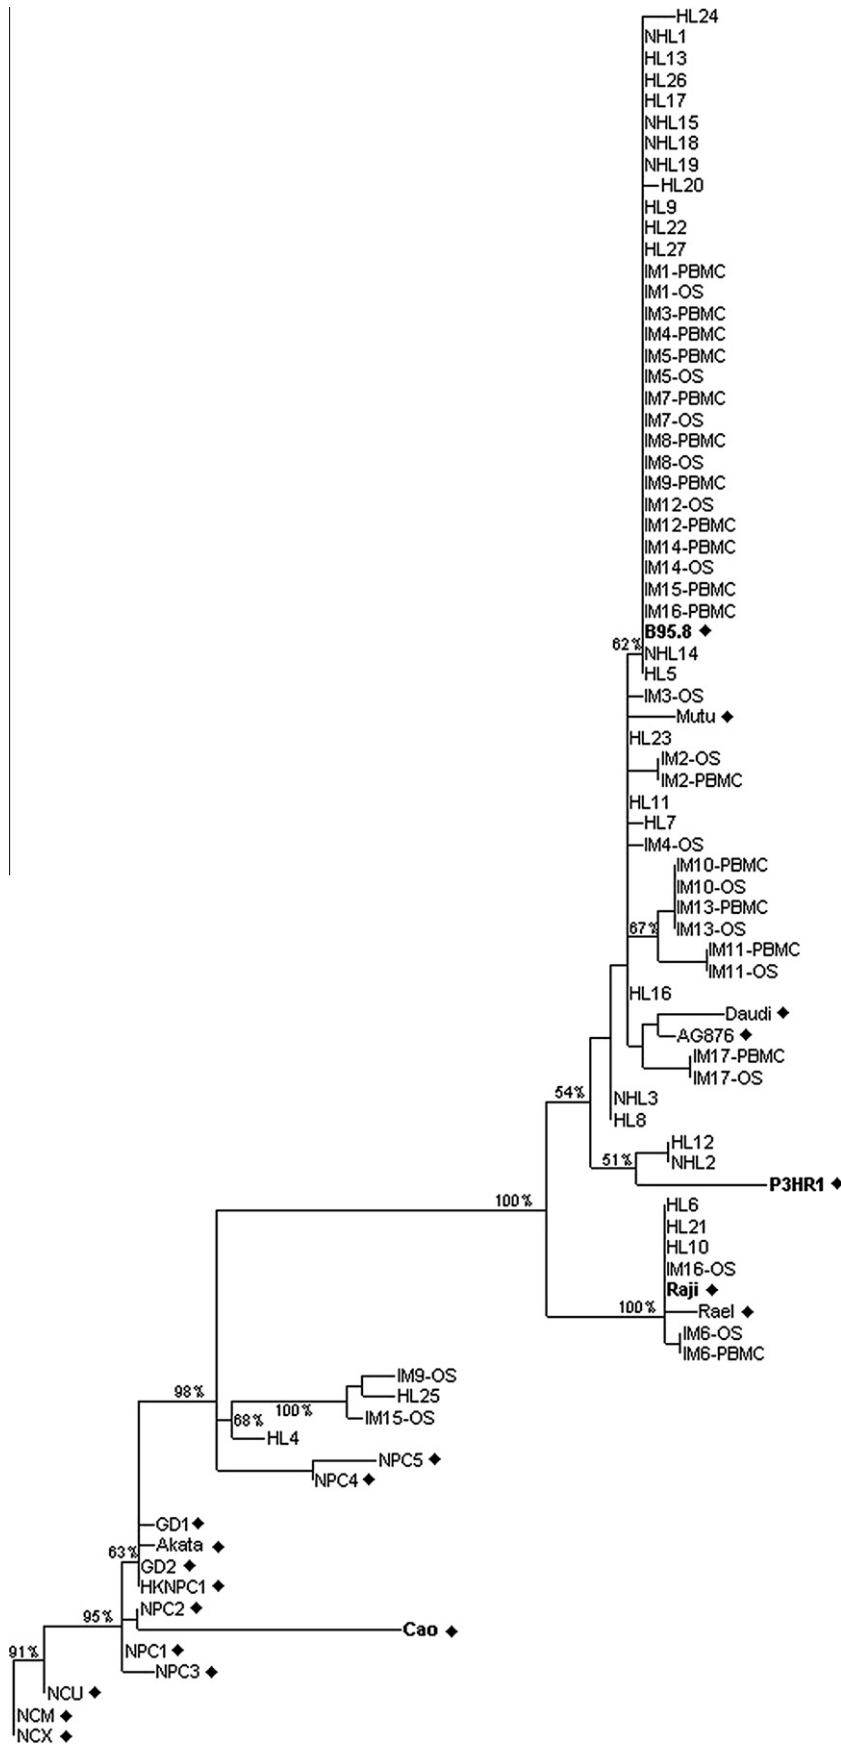 HL24
NHL1
HL13
HL26
HL17
NHL15
NHL18
NHL19
HL20
HL9
HL22
HL27
IM1-PBMC
IM1-OS
IM3-PBMC
IM4-PBMC
IM5-PBMC
IM5-OS
IM7-PBMC
IM7-OS
IM8-PBMC
IM8-OS
IM9-PBMC
IM12-OS
IM12-PBMC
IM14-PBMC
IM14-OS
IM15-PBMC
IM16-PBMC
B95.8 ◆
62% NHL14
HL5
IM3-OS
Mutu ◆
HL23
IM2-OS
IM2-PBMC
HL11
HL7
IM4-OS
IM10-PBMC
IM10-OS
IM13-PBMC
67% IM13-OS
IM11-PBMC
IM11-OS
HL16
Daudi ◆
AG876 ◆
IM17-PBMC
IM17-OS
54% NHL3
HL8
HL12
51% NHL2
P3HR1 ◆
100% HL6
HL21
HL10
IM16-OS
Raji ◆
100% Rael ◆
IM6-OS
IM6-PBMC
IM9-OS
98% HL25
100%
68% IM15-OS
HL4
NPC5 ◆
NPC4 ◆
GD1 ◆
Akata ◆
63% GD2 ◆
HKNPC1 ◆
NPC2 ◆
95% Cao ◆
NPC1 ◆
91% NPC3 ◆
NCU ◆
NCM ◆
NCX ◆